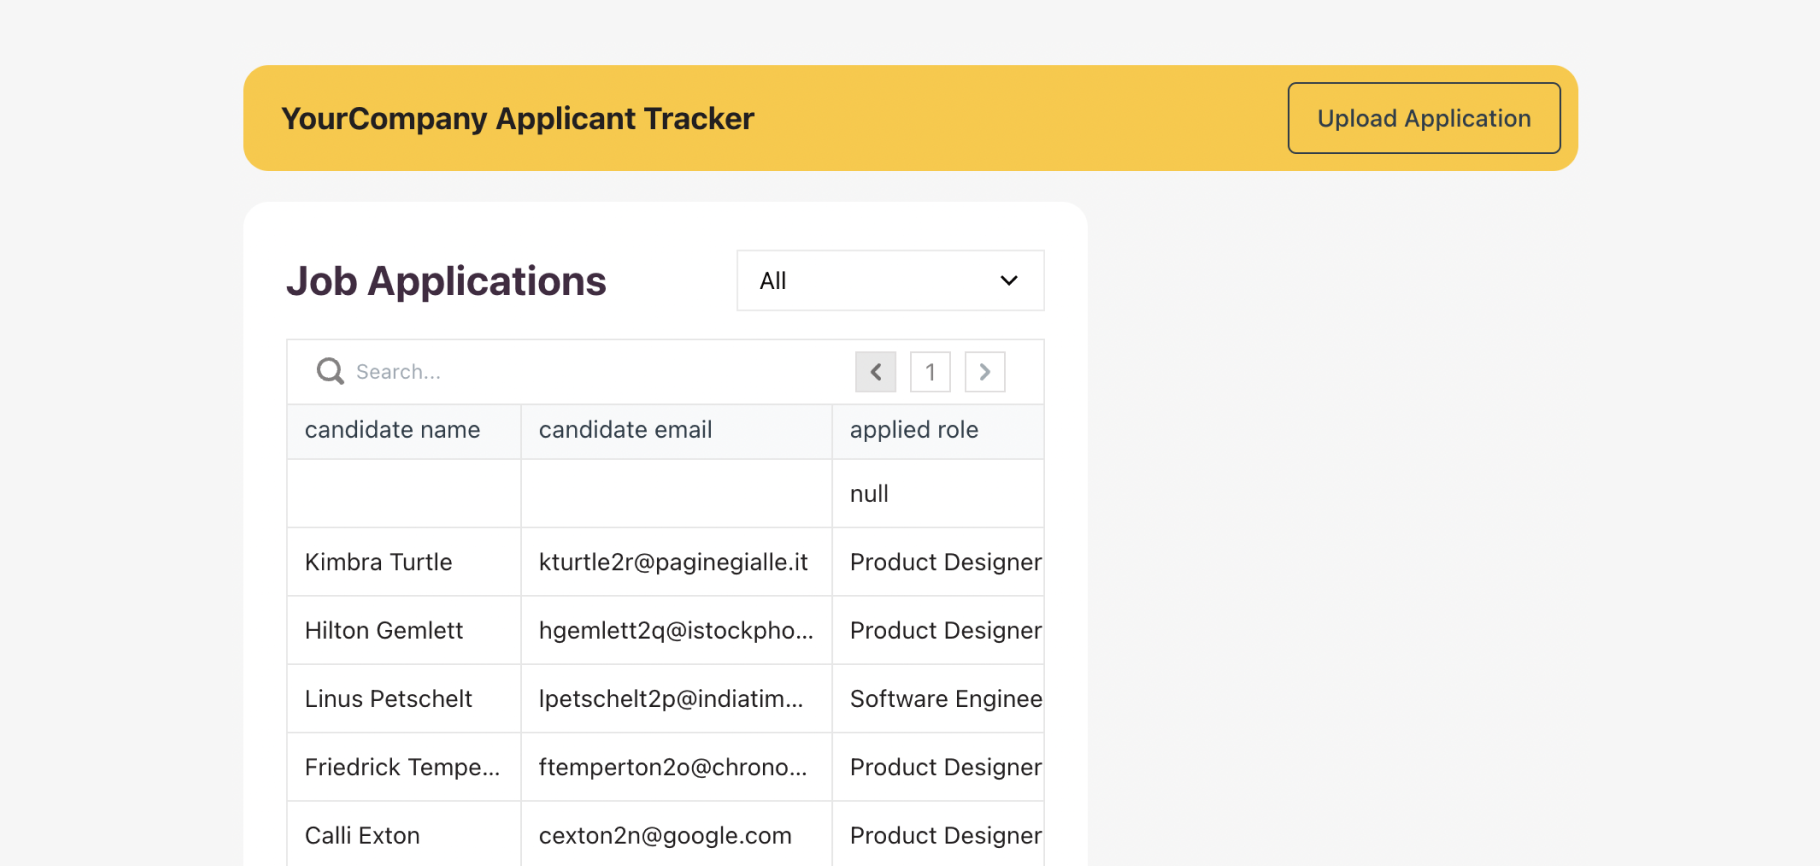 YourCompany Applicant Tracker
Upload Application
Job Applications
All
Search...
1
candidate name candidate email applied role
null
Kimbra Turtle kturtle2r@paginegialle.it Product Designer
Hilton Gemlett hgemlett2q@istockpho... Product Designer
Linus Petschelt lpetschelt2p@indiatim... Software Enginee
Friedrick Tempe... ftemperton2o@chrono... Product Designer
Calli Exton cexton2n@google.com Product Designer